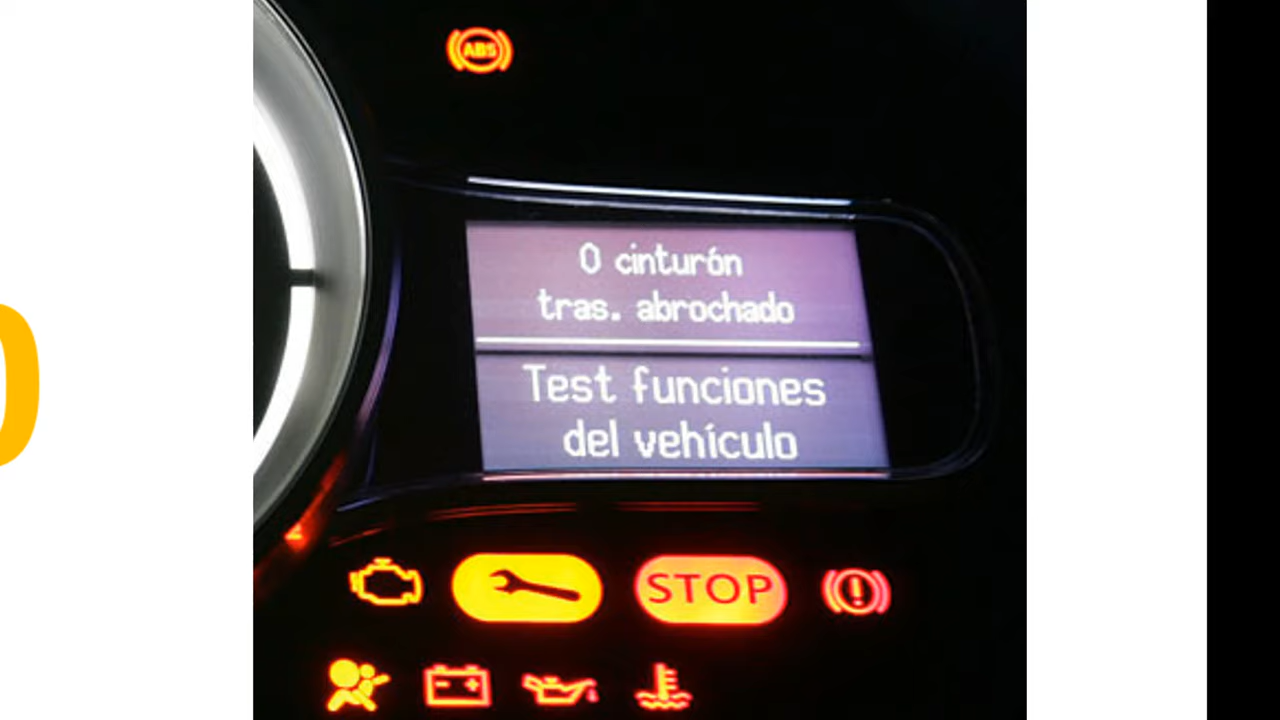 ABS
0 cinturón
tras. abrochado
Test funciones
del vehículo
STOP